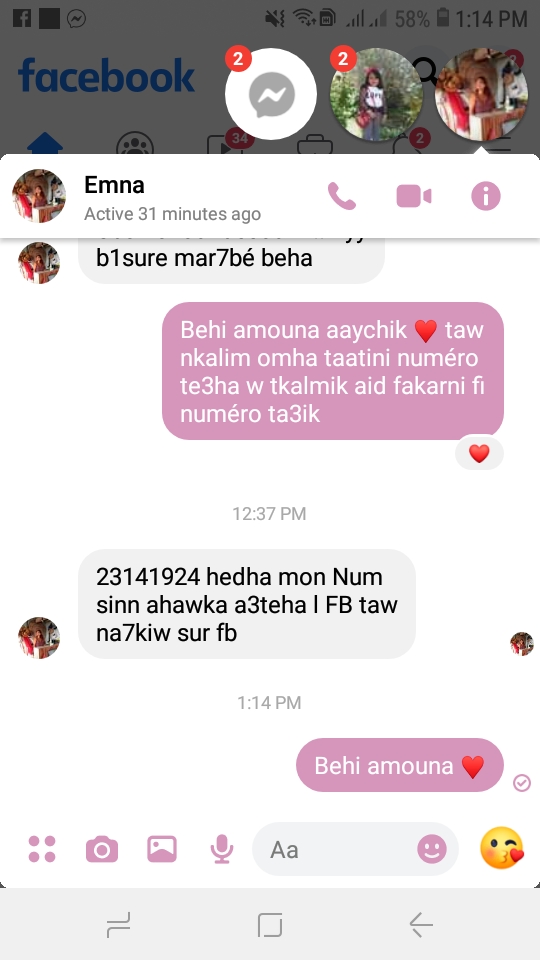 58% 1:14 PM
2
2
facebook
34
2
Emna
Active 31 minutes ago
b1sure mar7bé beha
Behi amouna aaychik ❤️ taw
nkalim omha taatini numéro
te3ha w tkalmik aid fakarni fi
numéro ta3ik
❤️
12:37 PM
23141924 hedha mon Num
sinn ahawka a3teha l FB taw
na7kiw sur fb
1:14 PM
Behi amouna ❤️
Aa